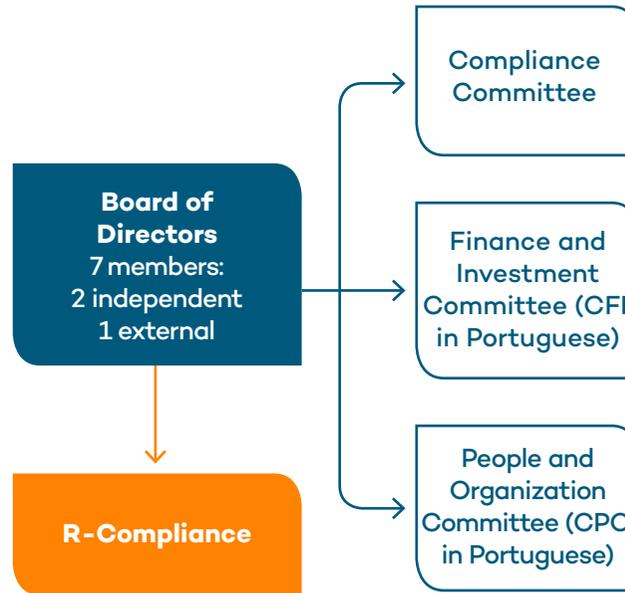 Compliance
Committee
Board of
Directors
7 members:
2 independent
1 external
Finance and
Investment
Committee (CFI
in Portuguese)
R-Compliance
People and
Organization
Committee (CPO
in Portuguese)